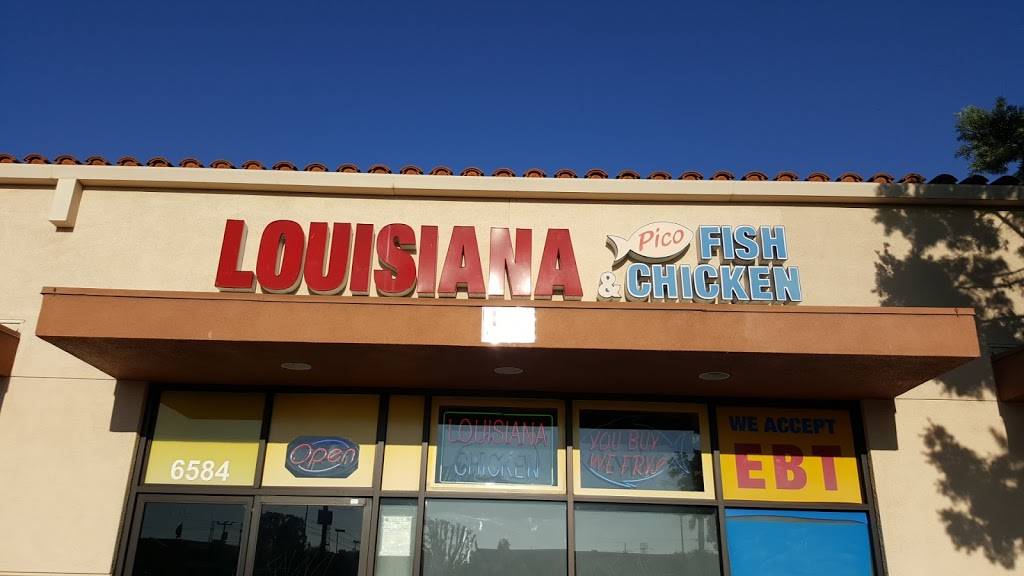 LOUISIANA
Pico
FISH
& CHICKEN
6584
Open
LOUISIANA
CHICKEN
YOU BUY
WE FRY
WE ACCEPT
EBT